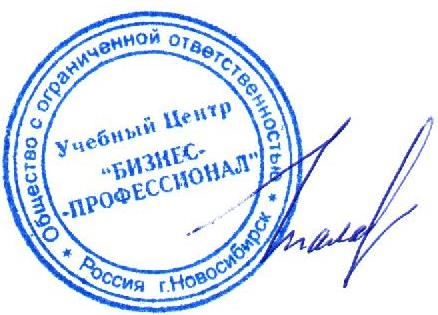 Общество с ограниченной ответственностью
Учебный Центр
"БИЗНЕС-
-ПРОФЕССИОНАЛ"
* Россия г.Новосибирск *